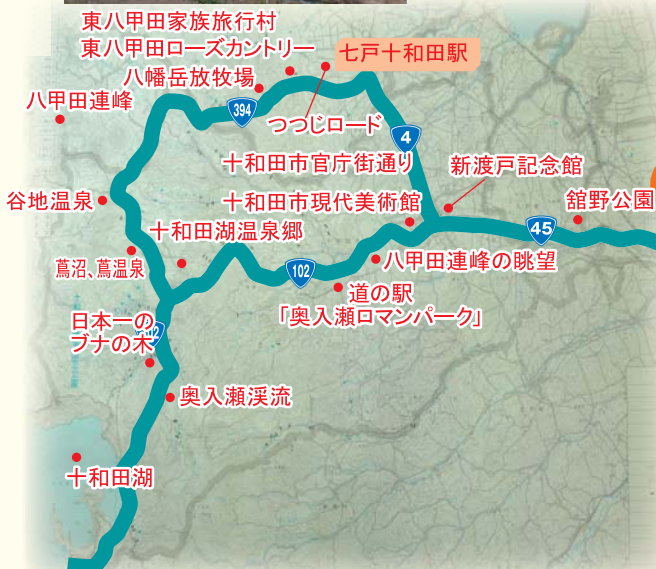 東八甲田家族旅行村
東八甲田ローズカントリー
七戸十和田駅
八幡岳放牧場
八甲田連峰
394
つつじロード
4
十和田市官庁街通り
新渡戸記念館
谷地温泉
十和田市現代美術館
舘野公園
十和田湖温泉郷
45
蔦沼、蔦温泉
102
八甲田連峰の眺望
道の駅
「奥入瀬ロマンパーク」
日本一の
ブナの木
奥入瀬渓流
十和田湖